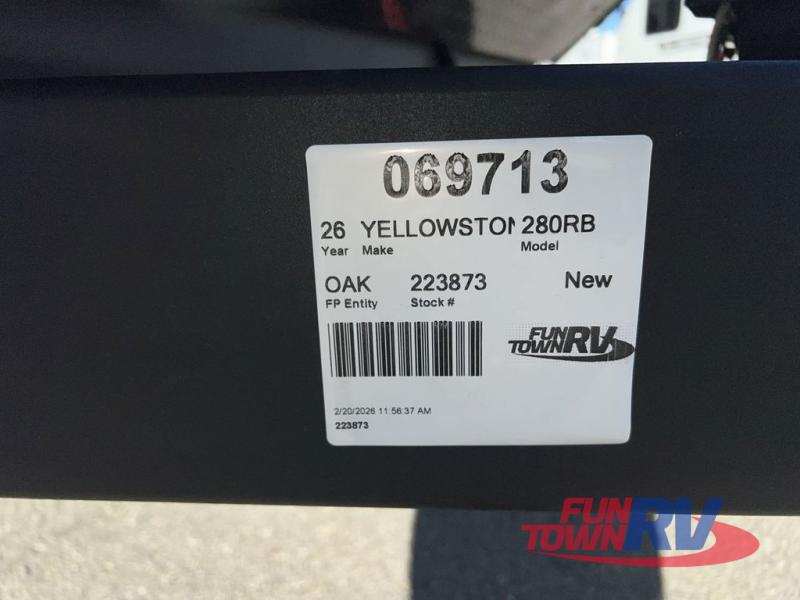 069713
26 YELLOWSTON 280RB
Year Make Model
OAK 223873 New
FP Entity Stock #
FUN TOWN RV
2/20/2026 11:56:37 AM
223873
FUN TOWN RV